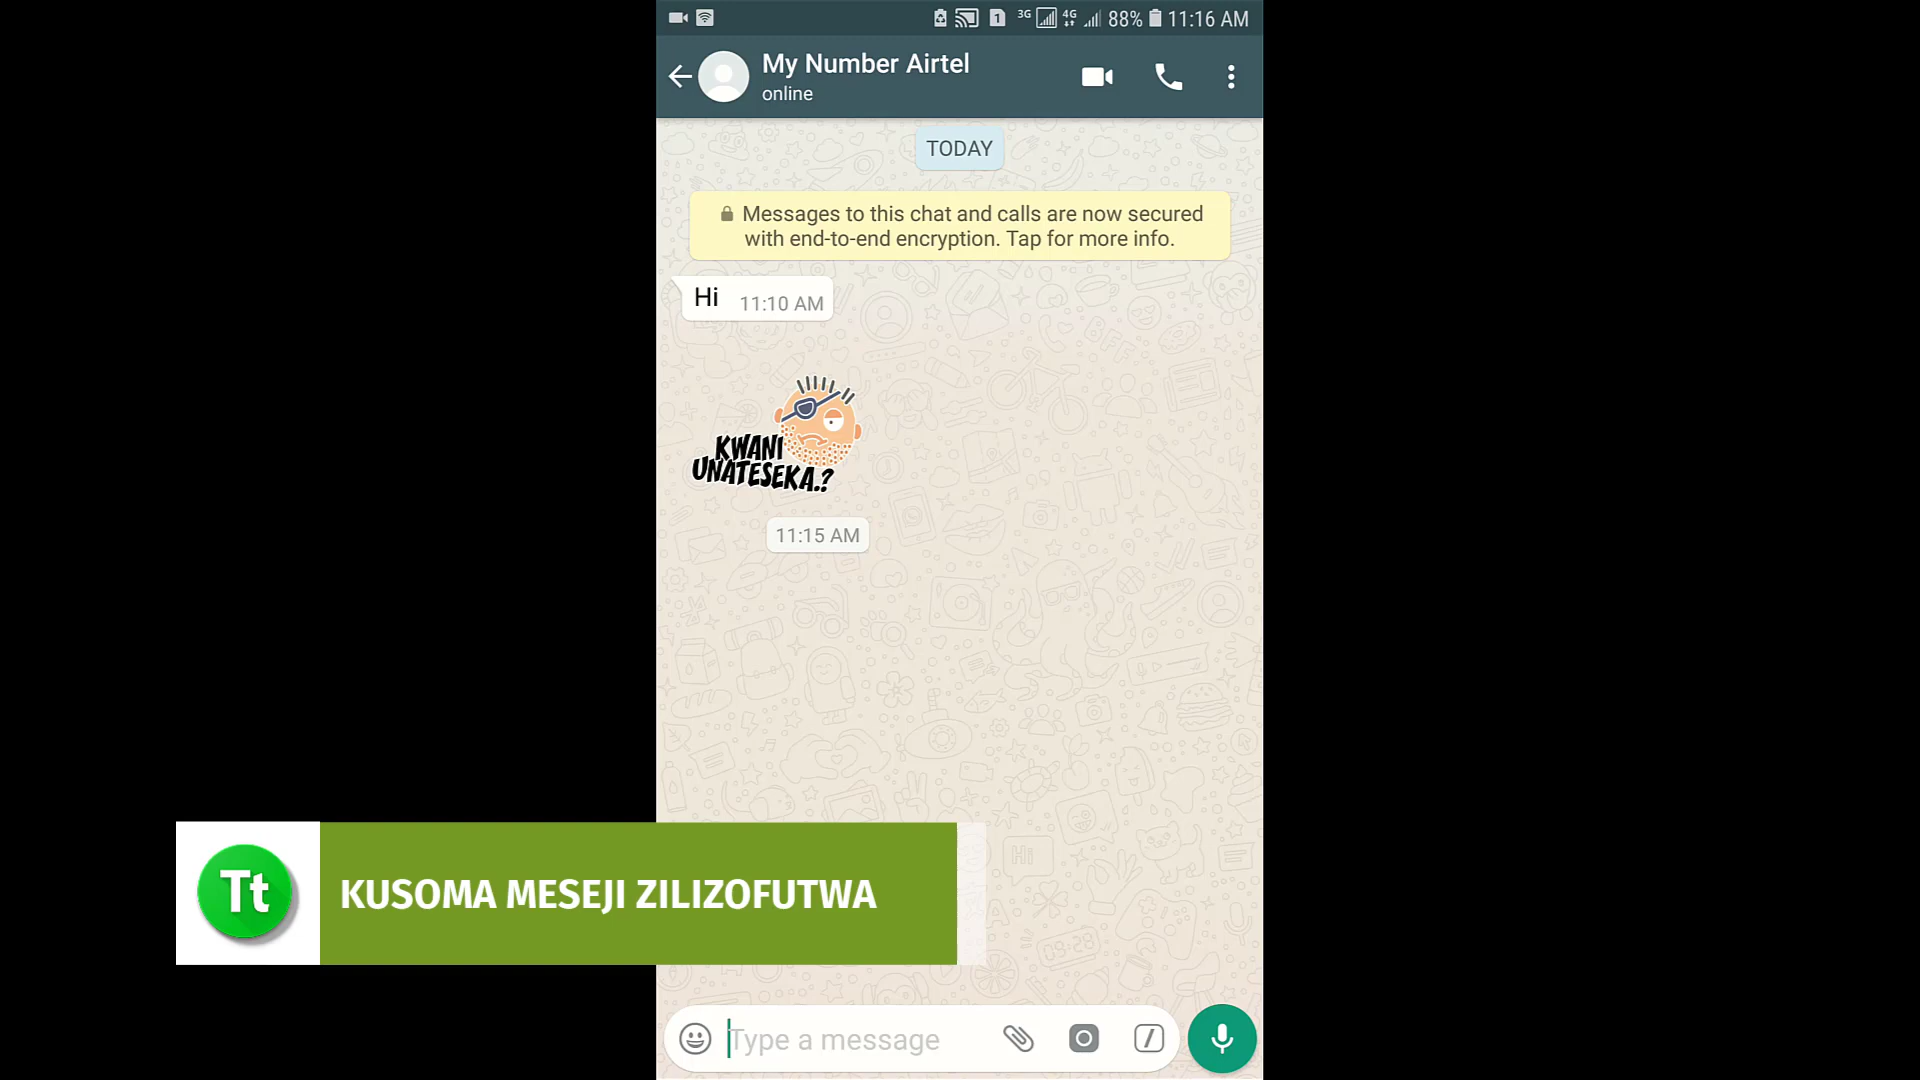 3G 4G 88% 11:16 AM
My Number Airtel
online
TODAY
Messages to this chat and calls are now secured
with end-to-end encryption. Tap for more info.
Hi 11:10 AM
KWANI
UNATESEKA.?
11:15 AM
Tt KUSOMA MESEJI ZILIZOFUTWA
Type a message